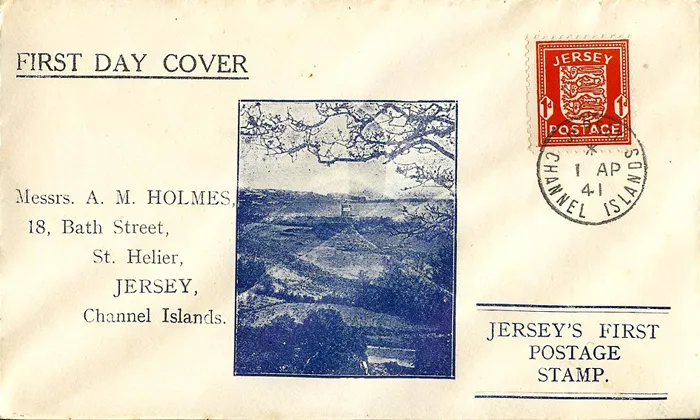 FIRST DAY COVER
JERSEY
1d 1d
POSTAGE
1 AP
41
CHANNEL ISLANDS
Messrs. A. M. HOLMES,
18, Bath Street,
St. Helier,
JERSEY,
Channel Islands.
JERSEY'S FIRST
POSTAGE
STAMP.